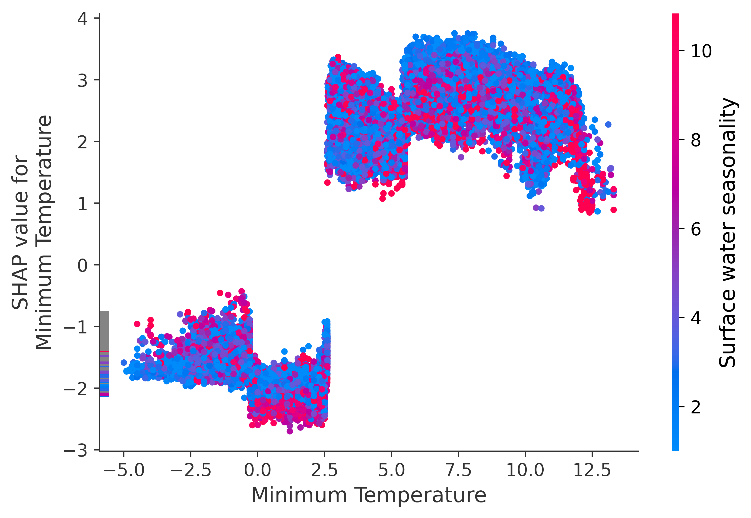 4
3
2
1
0
−1
−2
−3
SHAP value for
Minimum Temperature
−5.0 −2.5 0.0 2.5 5.0 7.5 10.0 12.5
Minimum Temperature
10
8
6
4
2
Surface water seasonality